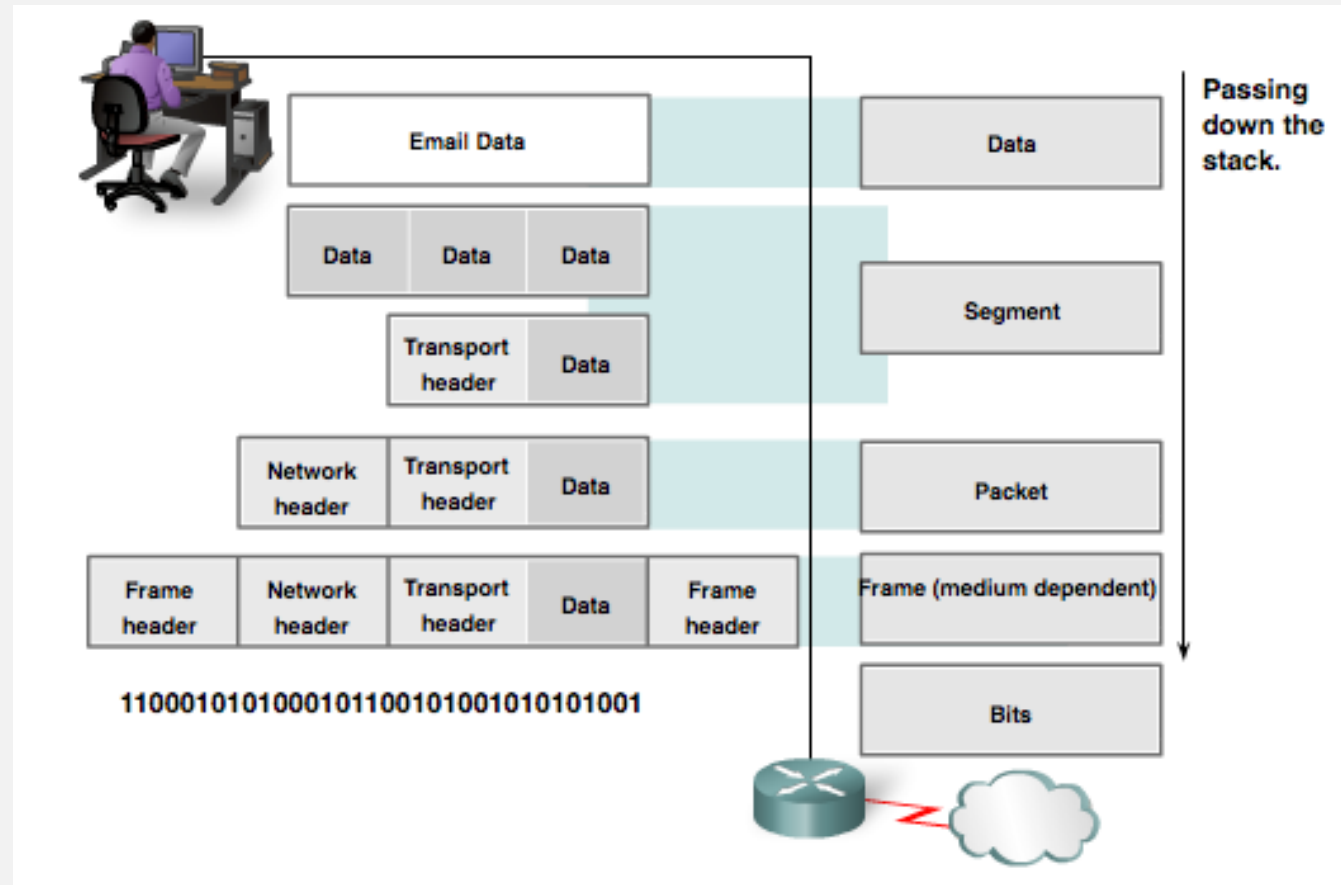 Email Data
Data
Passing
down the
stack.
Data Data Data
Segment
Transport
header
Data
Network
header
Transport
header
Data
Packet
Frame
header
Network
header
Transport
header
Data
Frame
header
Frame (medium dependent)
1100010101000101100101001010101001
Bits